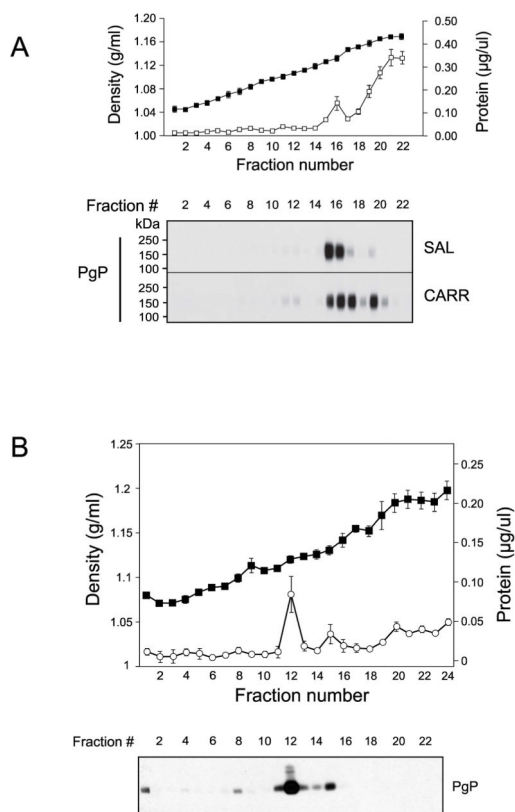 A
Density (g/ml)
1.20
1.16
1.12
1.08
1.04
1.00
0.50
0.40
0.30
0.20
0.10
0.00
Protein (µg/ul)
2 4 6 8 10 12 14 16 18 20 22
Fraction number
Fraction # 2 4 6 8 10 12 14 16 18 20 22
kDa
PgP
250
150
100
SAL
250
150
100
CARR
B
Density (g/ml)
1.25
1.2
1.15
1.1
1.05
1
0.25
0.20
0.15
0.10
0.05
0
Protein (µg/ul)
2 4 6 8 10 12 14 16 18 20 22 24
Fraction number
Fraction # 2 4 6 8 10 12 14 16 18 20 22
PgP